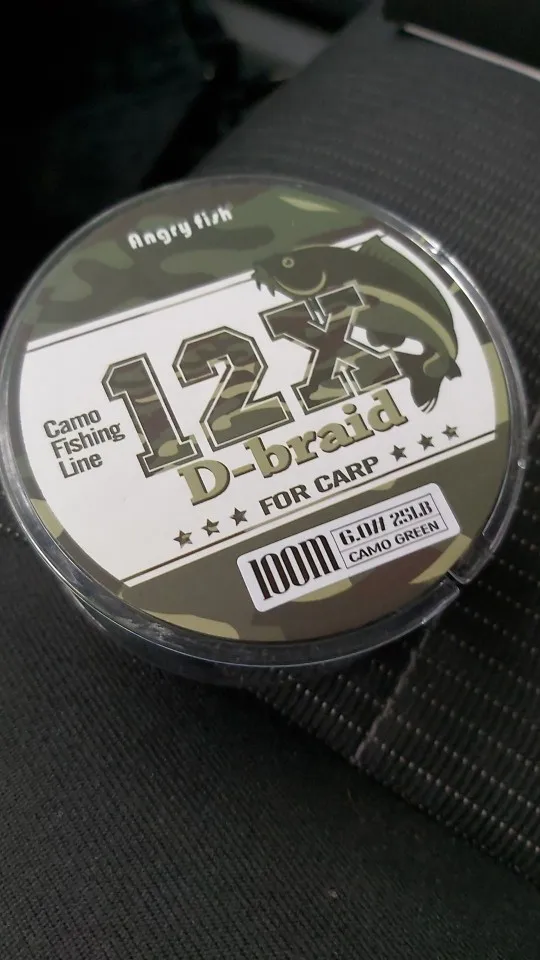 Angry fish
12X
Camo
Fishing
Line
D-braid
FOR CARP
100M
6.0# 25LB
CAMO GREEN